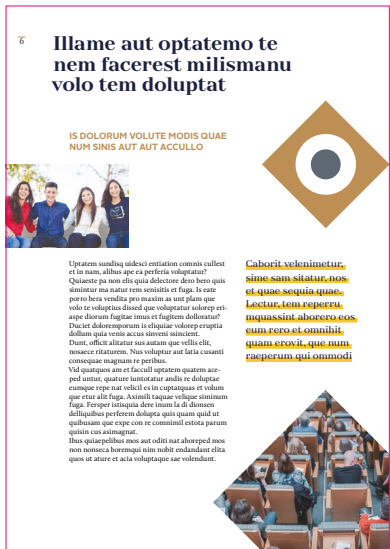 6
Illame aut optatemo te
nem facerest milismanu
volo tem doluptat
IS DOLORUM VOLUTE MODIS QUAE
NUM SINIS AUT AUT ACCULLO
Uptatem sundisq uidesci entiation comnis cullest
et in nam, alibus ape ea perferia voluptatur?
Quiaeste pa non elis quia delectore dero bero quis
simintur ma natur rem senisitis et fuga. Is eate
porro bera vendita pro maxim as unt plam que
volo te voluptius dissed que voluptatur solorep eri-
aspe diorum fugitae imus et fugitem dolloratur?
Duciet doloremporum is eliquiae volorep eruptia
dollum quia venis accus sinveni sincient.
Dunt, officil alitatur sus autam que vellis elit,
nosaece ritaturem. Nus voluptur aut latia cusanti
consequae magnam re peribus.
Vid quatquos am et faccull uptatem quatem ace-
ped untur, quature iuntotatur andis re doluptae
eumque repe nat velicil es in cuptatquas et volum
que etur alit fuga. Aximili taquae velique siminum
fuga. Fersper istisquia dere inum la di dionsen
delliquibus perferem dolupta quis quam quid ut
quibusam que expe con re comnimil estota parum
quisin cus asimagnat.
Ibus quiaepelibus mos aut oditi nat aboreped mos
non nonseca boremqui nim nobit endandant elita
quos ut ature et acia voluptaque sae volendunt.
Caborit velenimetur,
sime sam sitatur, nos
et quae sequia quae.
Lectur, tem reperru
mquassint aborero eos
eum rero et omnihit
quam erovit, que num
raeperum qui ommodi